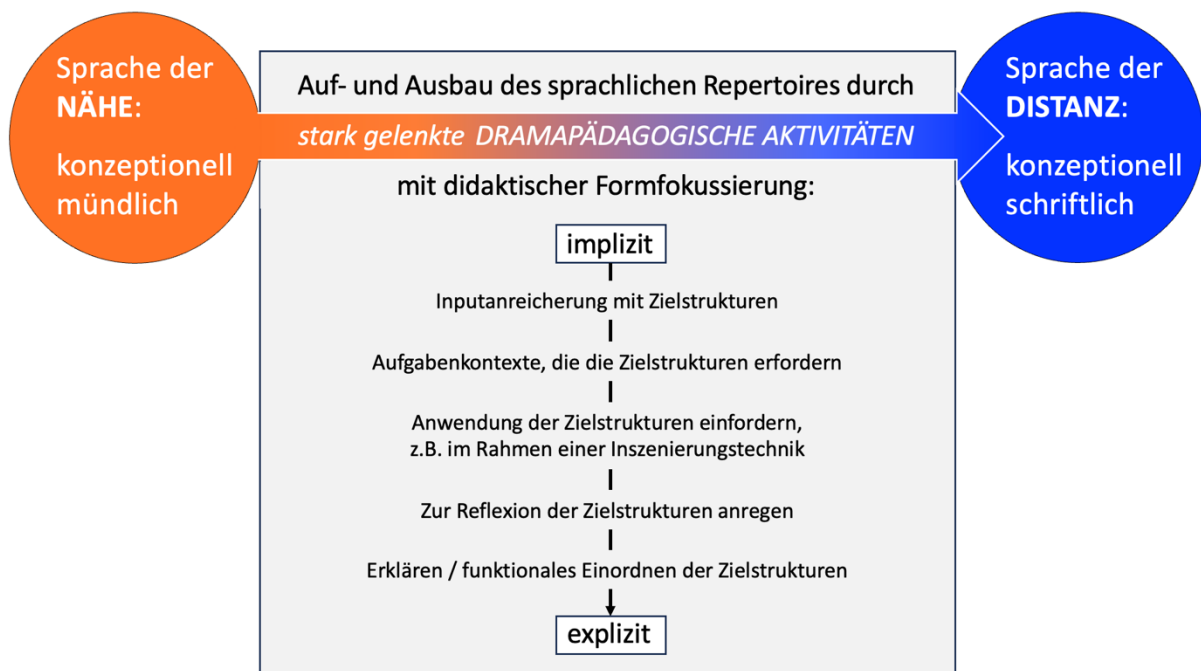 Sprache der
NÄHE:
konzeptionell
mündlich
Auf- und Ausbau des sprachlichen Repertoires durch
stark gelenkte DRAMAPÄDAGOGISCHE AKTIVITÄTEN
mit didaktischer Formfokussierung:
implizit
Inputanreicherung mit Zielstrukturen
Aufgabenkontexte, die die Zielstrukturen erfordern
Anwendung der Zielstrukturen einfordern,
z.B. im Rahmen einer Inszenierungstechnik
Zur Reflexion der Zielstrukturen anregen
Erklären / funktionales Einordnen der Zielstrukturen
explizit
Sprache der
DISTANZ:
konzeptionell
schriftlich